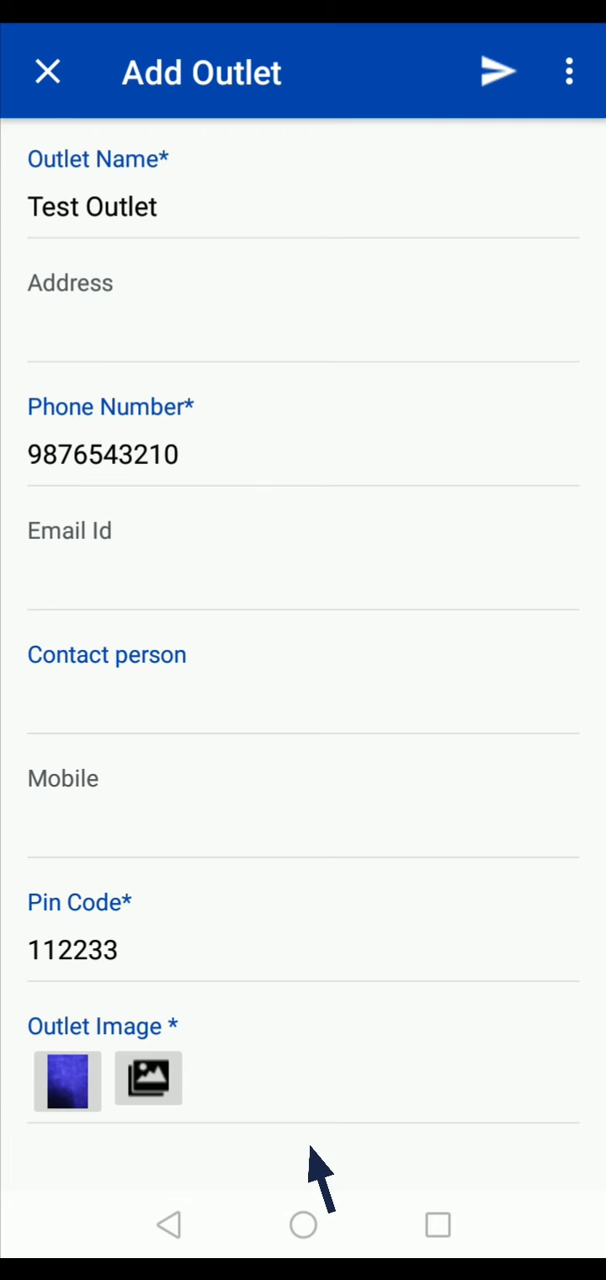 Add Outlet
Outlet Name*
Test Outlet
Address
Phone Number*
9876543210
Email Id
Contact person
Mobile
Pin Code*
112233
Outlet Image *